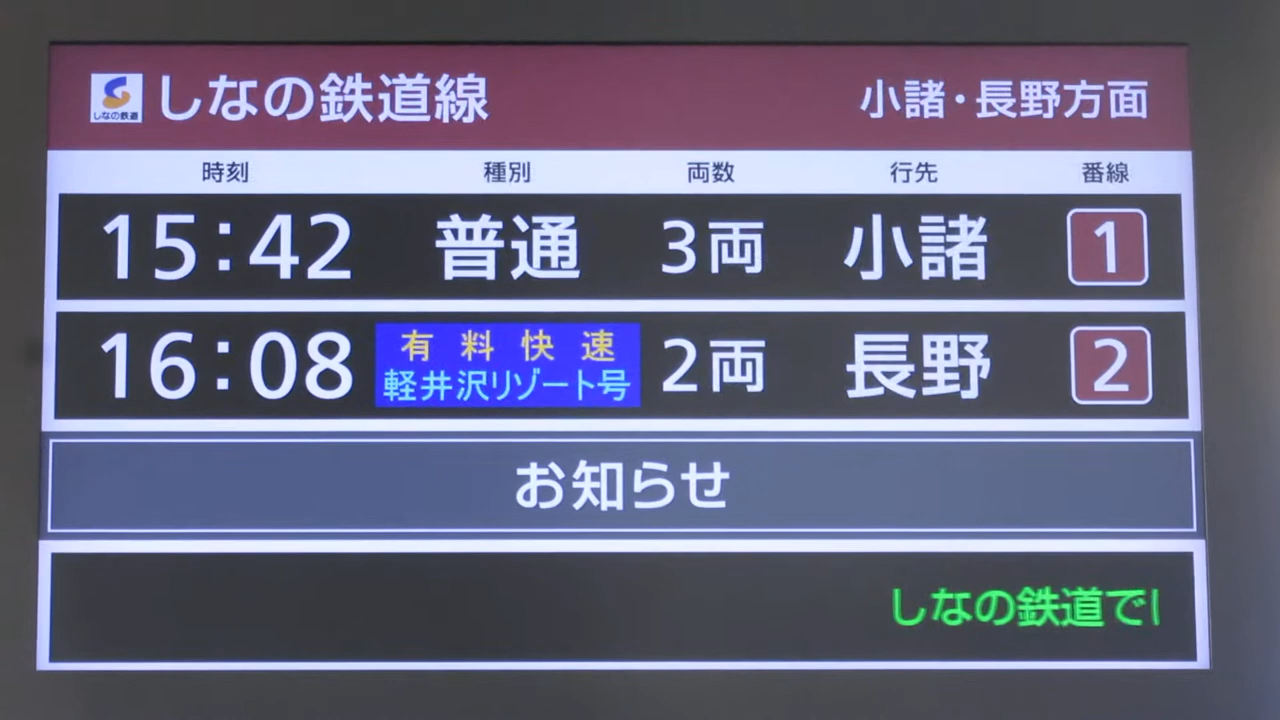 しなの鉄道
しなの鉄道線 小諸・長野方面
時刻 種別 両数 行先 番線
15:42 普通 3両 小諸 1
16:08 有料快速 軽井沢リゾート号 2両 長野 2
お知らせ
しなの鉄道で